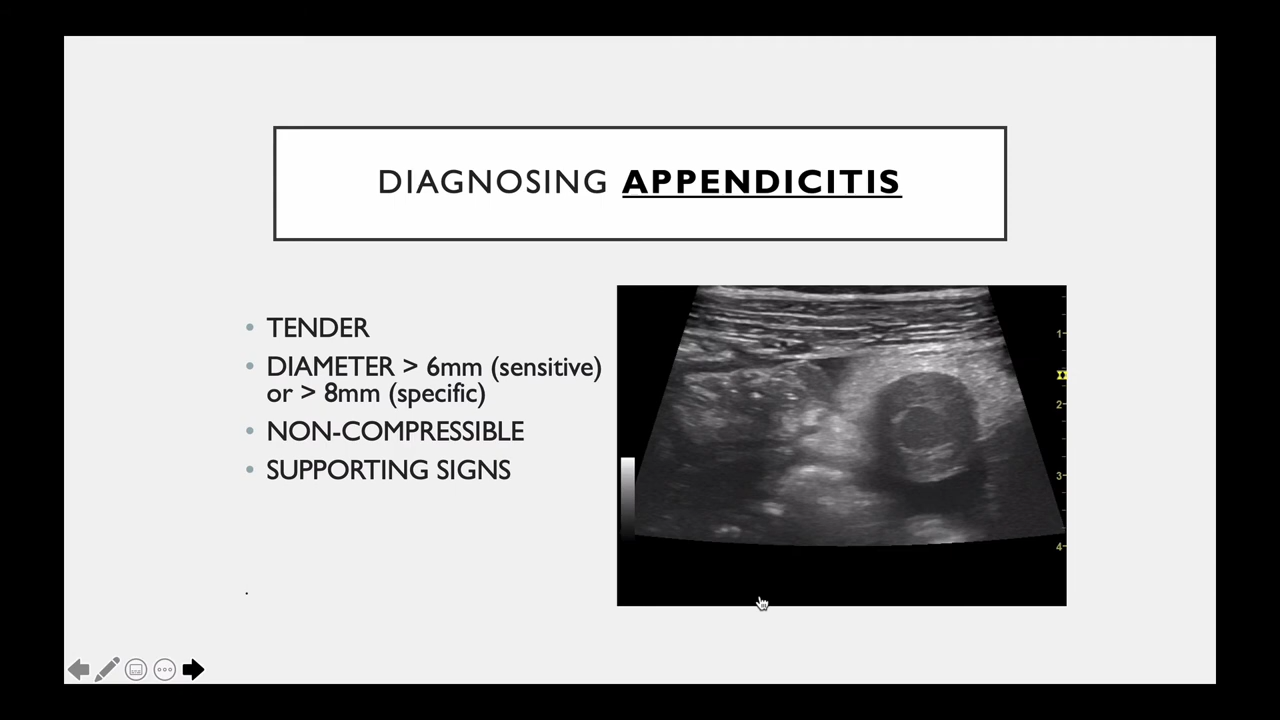 DIAGNOSING APPENDICITIS
• TENDER
• DIAMETER > 6mm (sensitive)
or > 8mm (specific)
• NON-COMPRESSIBLE
• SUPPORTING SIGNS
.
1
2
3
4